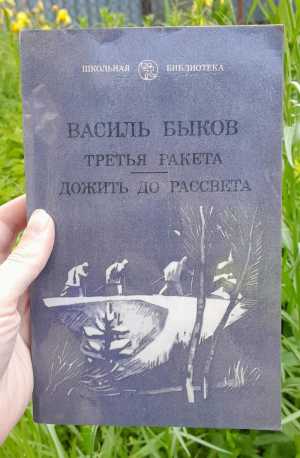 ШКОЛЬНАЯ БИБЛИОТЕКА
ВАСИЛЬ БЫКОВ
ТРЕТЬЯ РАКЕТА
ДОЖИТЬ ДО РАССВЕТА